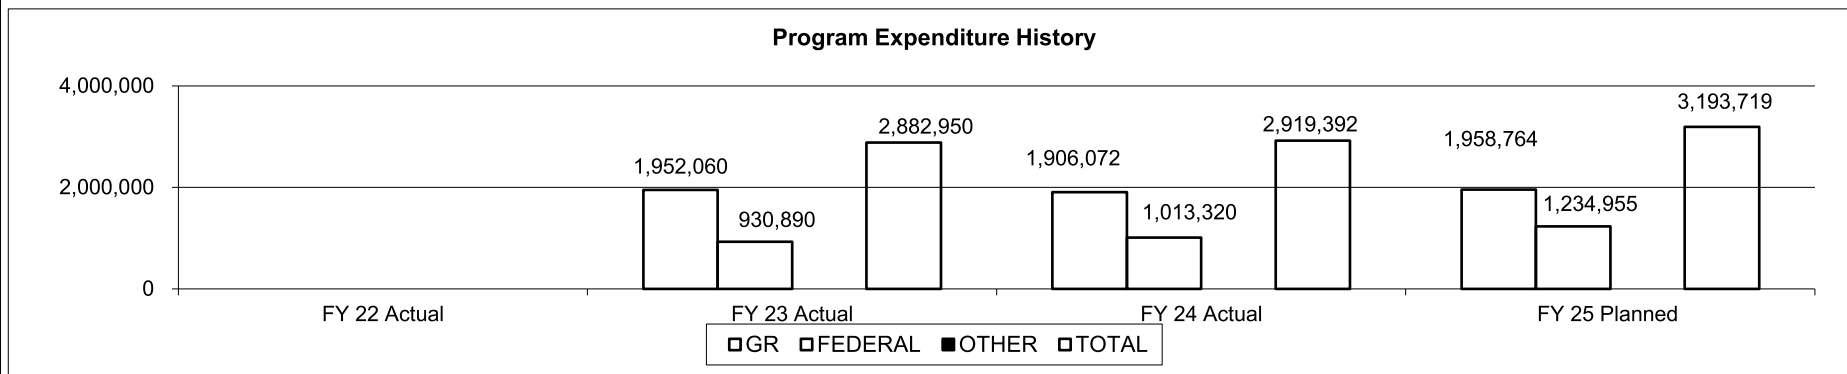 Program Expenditure History
4,000,000
2,000,000
0
1,952,060
930,890
2,882,950
1,906,072
1,013,320
2,919,392
1,958,764
1,234,955
3,193,719
FY 22 Actual
FY 23 Actual
FY 24 Actual
FY 25 Planned
GR FEDERAL OTHER TOTAL